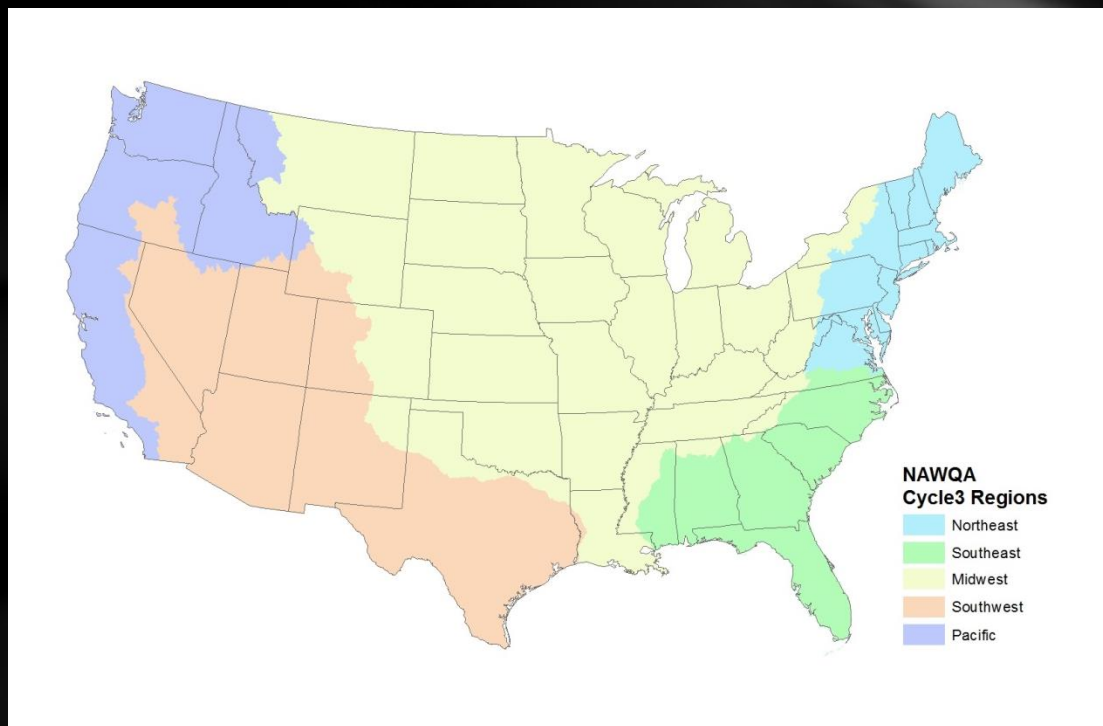 NAWQA
Cycle3 Regions
Northeast
Southeast
Midwest
Southwest
Pacific